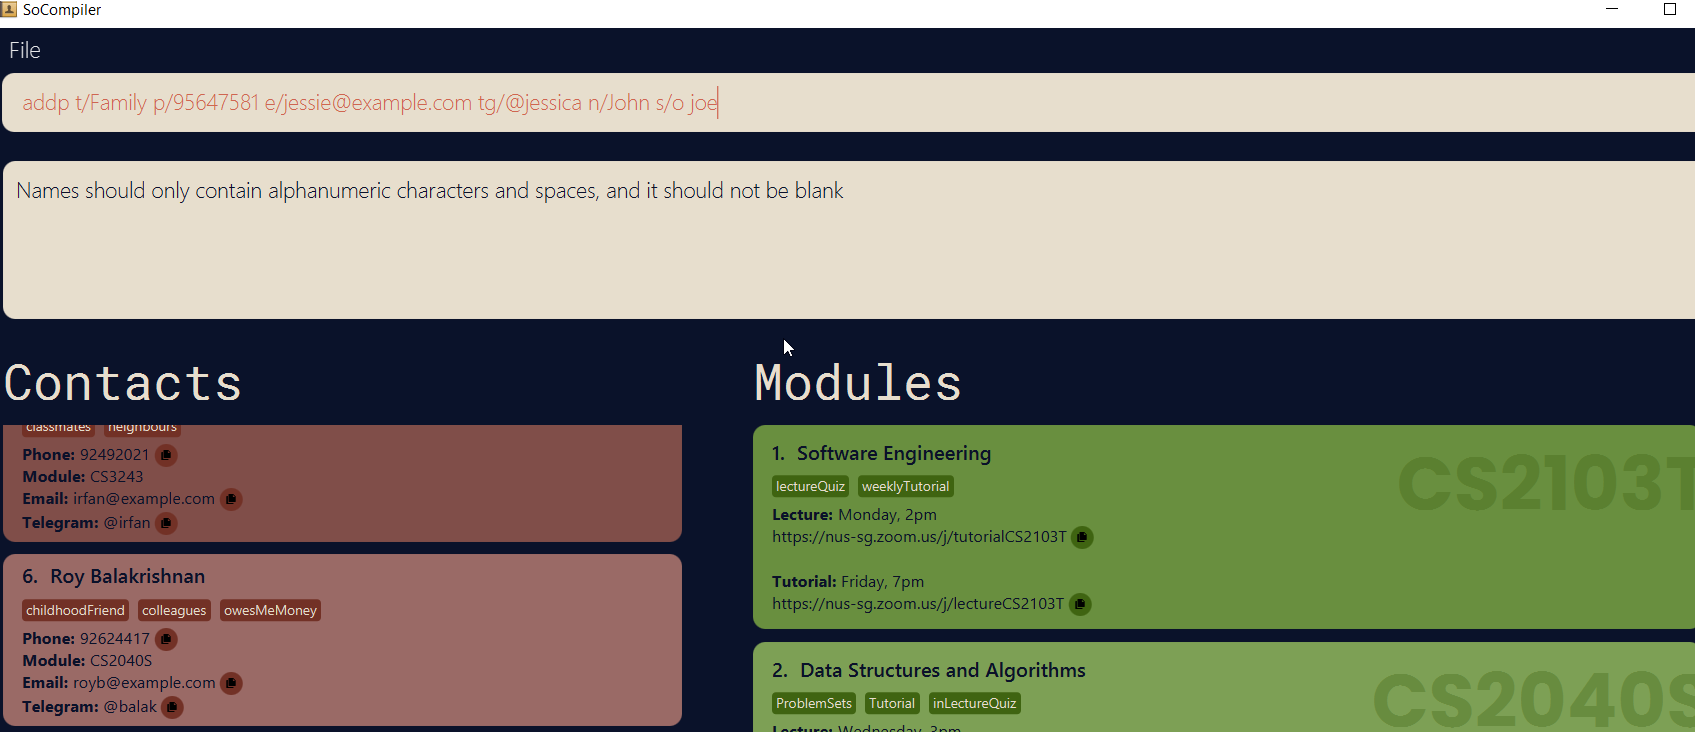 SoCompiler
File
addp t/Family p/95647581 e/jessie@example.com tg/@jessica n/John s/o joe
Names should only contain alphanumeric characters and spaces, and it should not be blank
Contacts
classmates neighbours
Phone: 92492021
Module: CS3243
Email: irfan@example.com
Telegram: @irfan
6. Roy Balakrishnan
childhoodFriend colleagues owesMeMoney
Phone: 92624417
Module: CS2040S
Email: royb@example.com
Telegram: @balak
Modules
1. Software Engineering
CS2103T
lectureQuiz weeklyTutorial
Lecture: Monday, 2pm
https://nus-sg.zoom.us/j/tutorialCS2103T
Tutorial: Friday, 7pm
https://nus-sg.zoom.us/j/lectureCS2103T
2. Data Structures and Algorithms
CS2040S
ProblemSets Tutorial inLectureQuiz
Lecture: Wednesday, 3pm